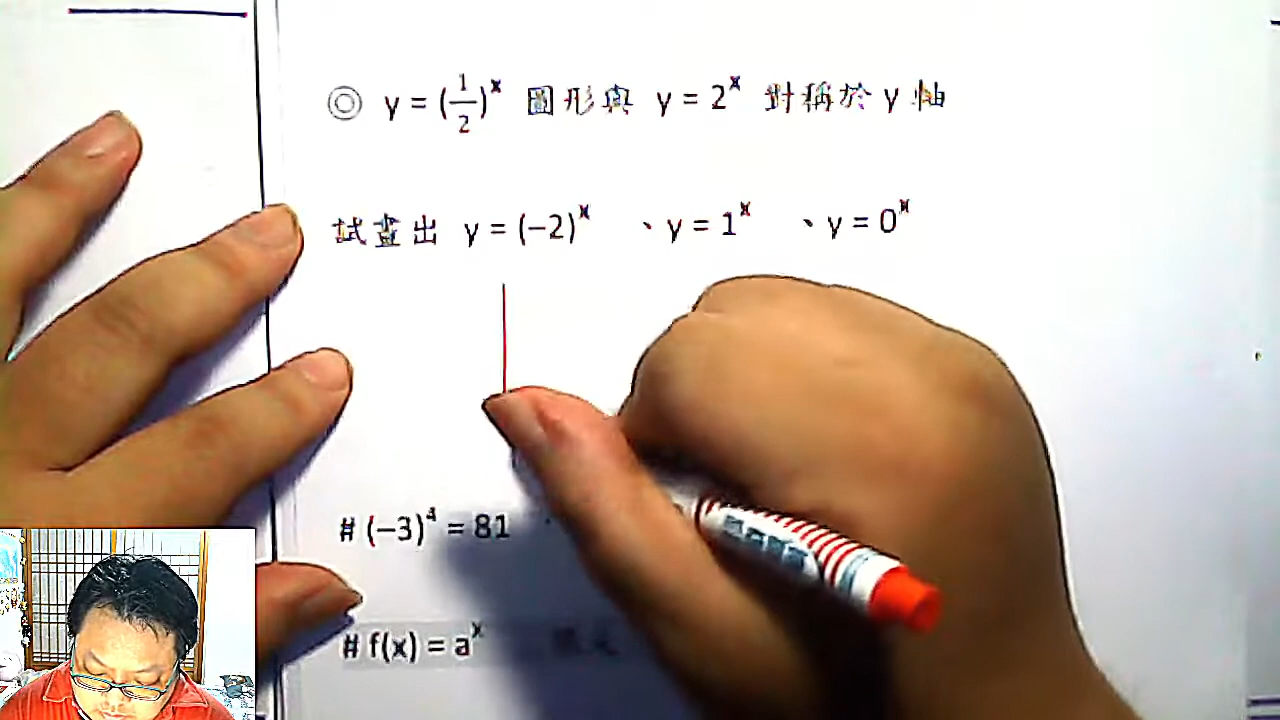 ◎ y = (1/2)^x 圖形與 y = 2^x 對稱於 y 軸
試畫出 y = (−2)^x 、y = 1^x 、y = 0^x
# (−3)^4 = 81
# f(x) = a^x